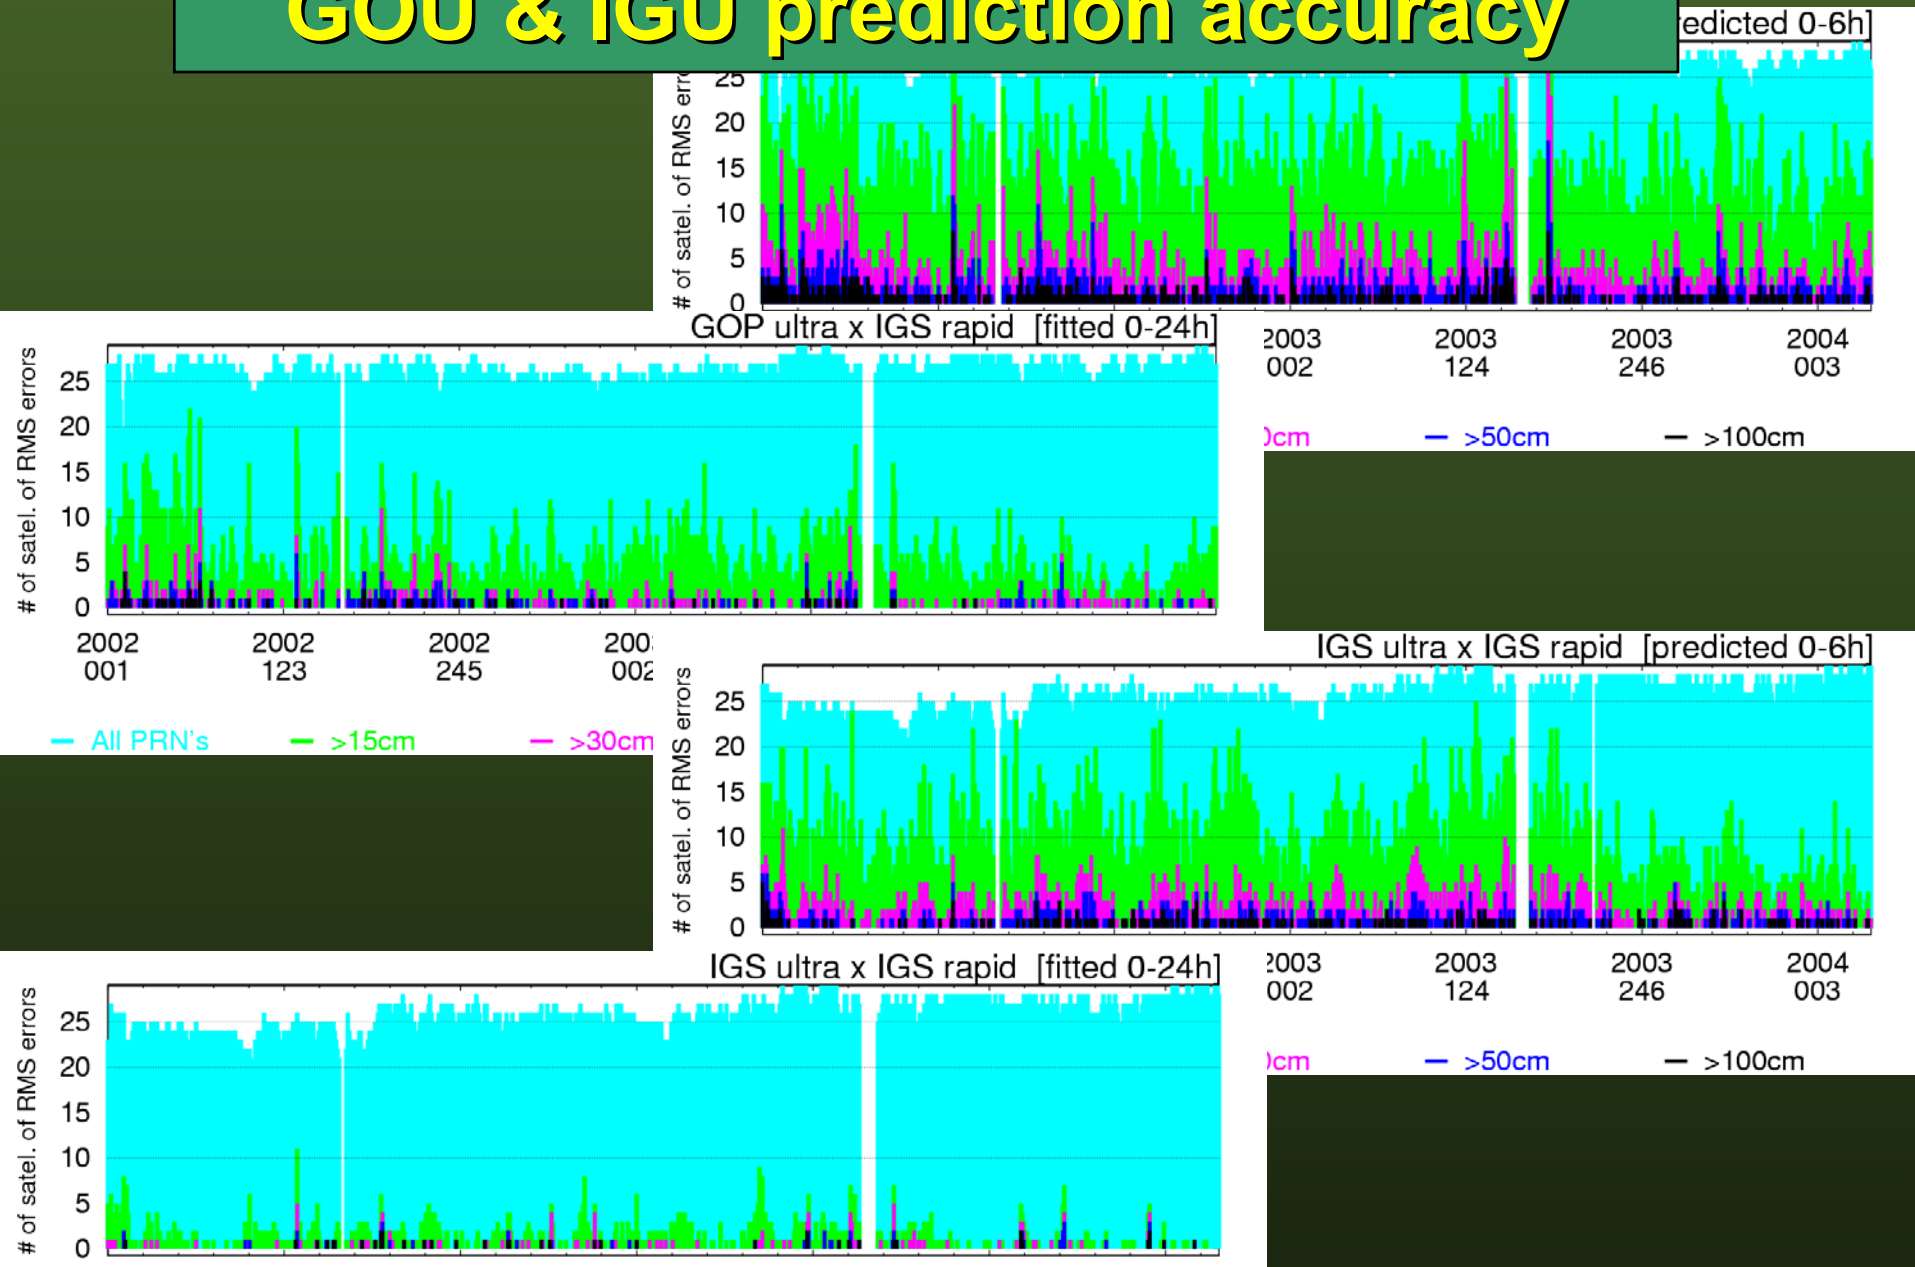 GOU & IGU prediction accuracy
edicted 0-6h]
# of satel. of RMS
25
20
15
10
5
0
2003 2003 2003 2004
002 124 246 003
0cm >50cm >100cm
GOP ultra x IGS rapid [fitted 0-24h]
# of satel. of RMS errors
25
20
15
10
5
0
2002 2002 2002
001 123 245 002
All PRN's >15cm >30cm
IGS ultra x IGS rapid [predicted 0-6h]
# of satel. of RMS errors
25
20
15
10
5
0
2003 2003 2003 2004
002 124 246 003
0cm >50cm >100cm
IGS ultra x IGS rapid [fitted 0-24h]
# of satel. of RMS errors
25
20
15
10
5
0